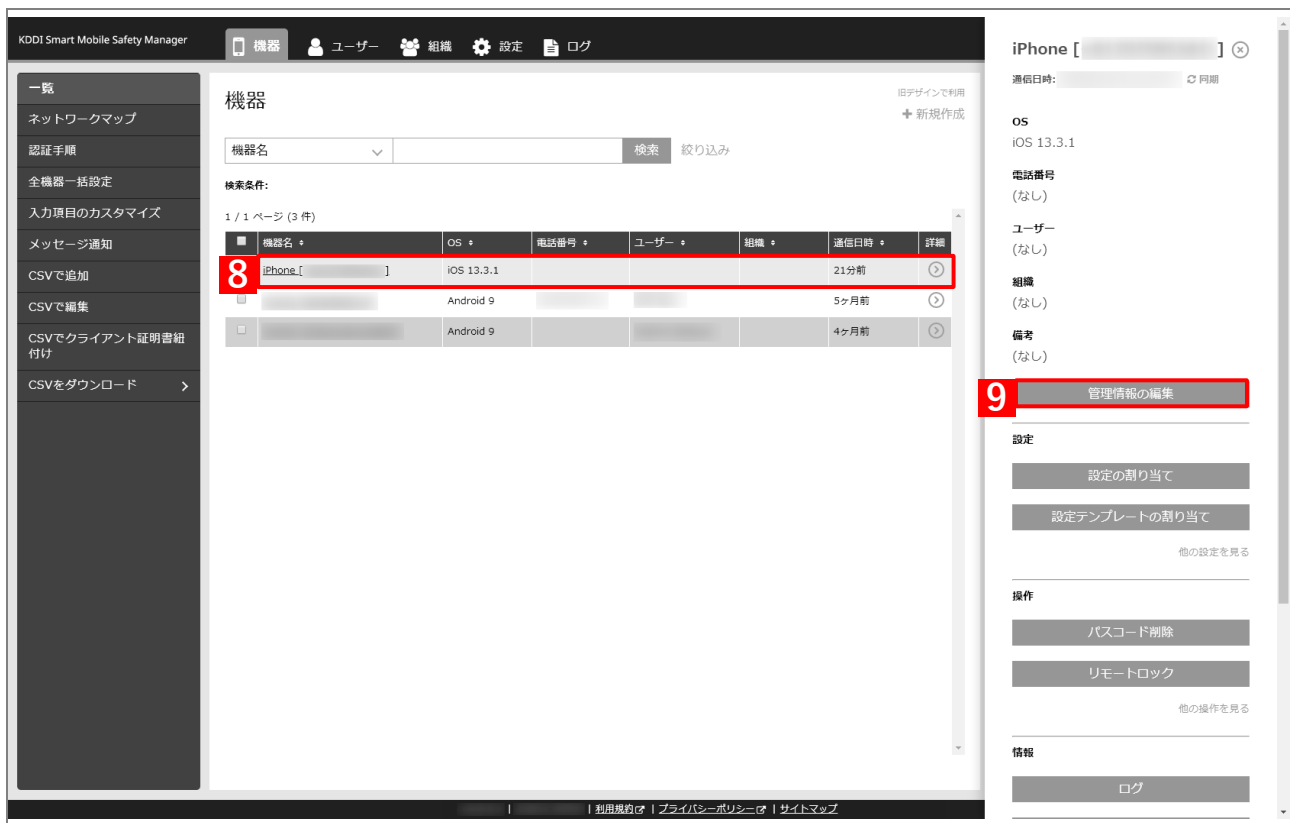 KDDI Smart Mobile Safety Manager
機器
ユーザー
組織
設定
ログ
一覧
ネットワークマップ
認証手順
全機器一括設定
入力項目のカスタマイズ
メッセージ通知
CSVで追加
CSVで編集
CSVでクライアント証明書紐
付け
CSVをダウンロード
機器
旧デザインで利用
新規作成
機器名
検索
絞り込み
検索条件:
1 / 1 ページ (3 件)
機器名 OS 電話番号 ユーザー 組織 通信日時 詳細
8
iPhone [ ] iOS 13.3.1 21分前
Android 9 5ヶ月前
Android 9 4ヶ月前
iPhone [ ]
通信日時: 同期
OS
iOS 13.3.1
電話番号
(なし)
ユーザー
(なし)
組織
(なし)
備考
(なし)
9
管理情報の編集
設定
設定の割り当て
設定テンプレートの割り当て
他の設定を見る
操作
パスコード削除
リモートロック
他の操作を見る
情報
ログ
| | 利用規約 | プライバシーポリシー | サイトマップ